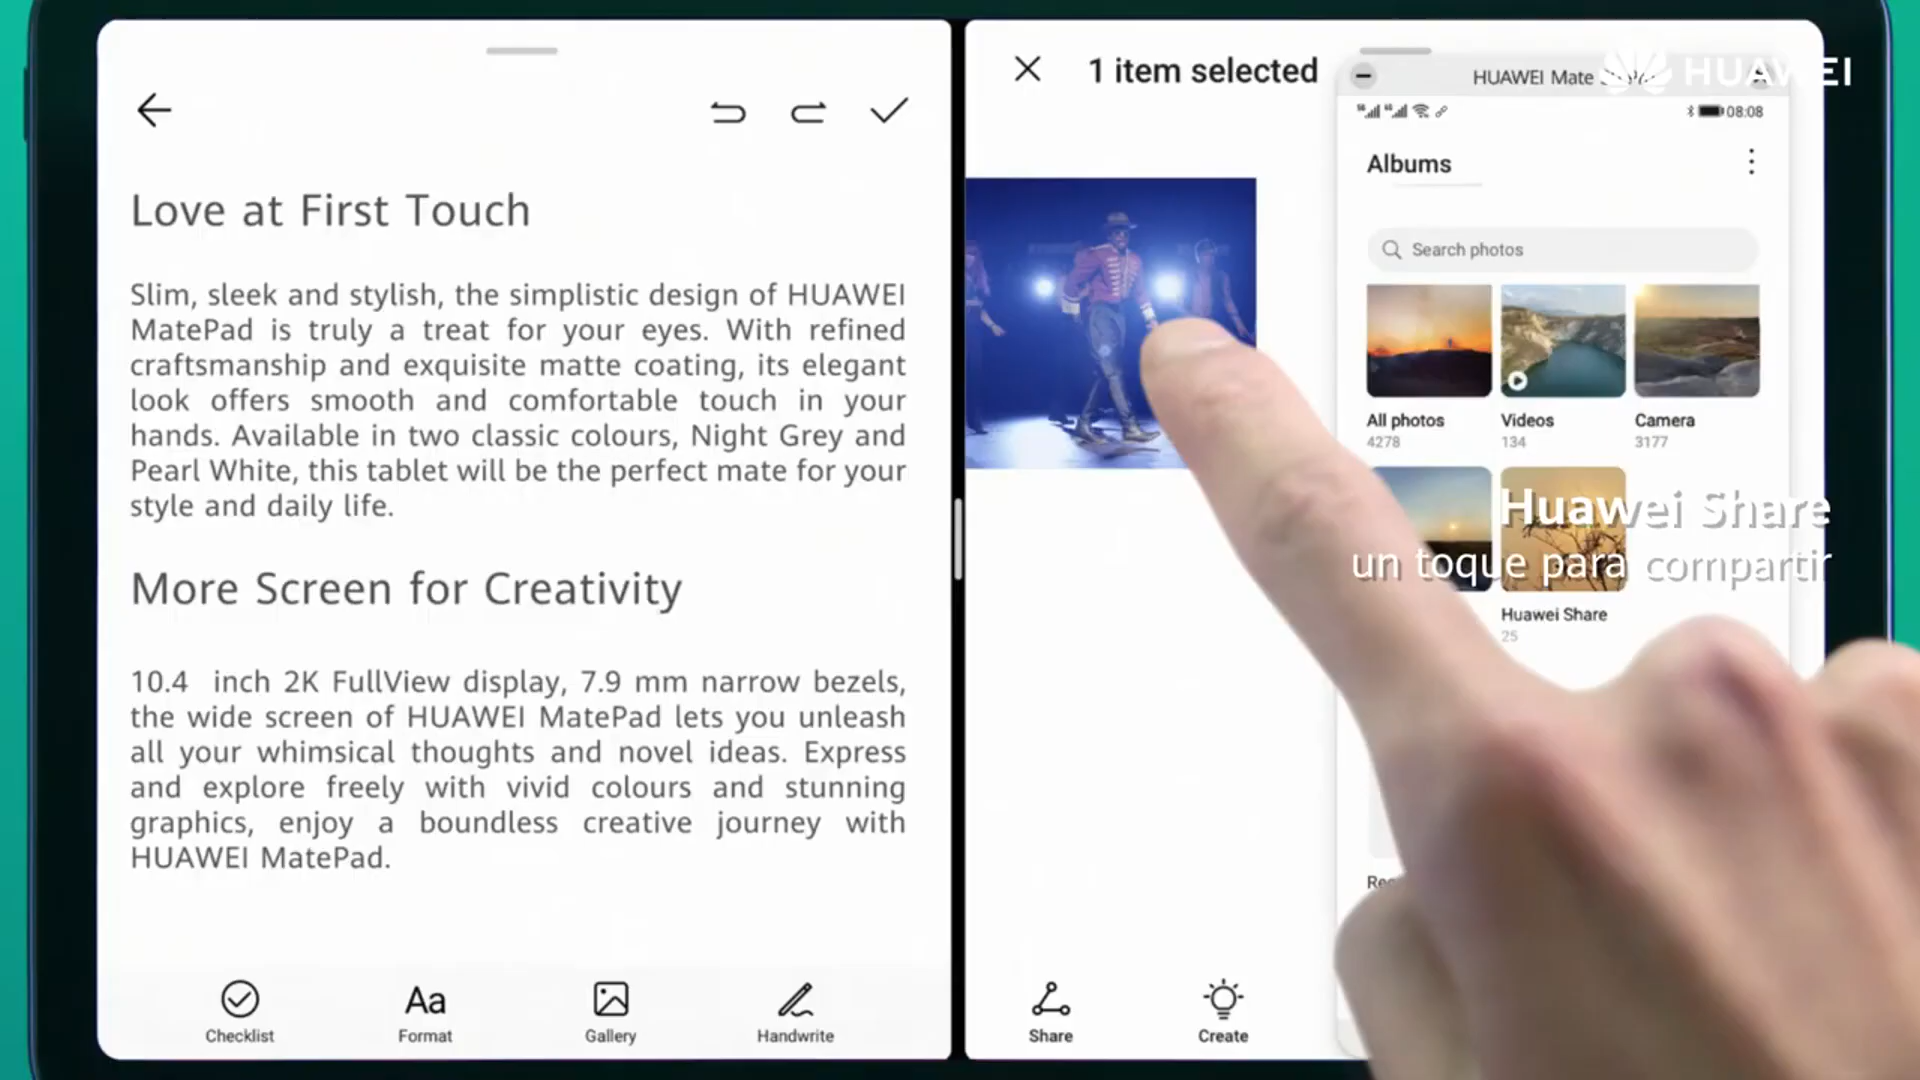 Love at First Touch
Slim, sleek and stylish, the simplistic design of HUAWEI
MatePad is truly a treat for your eyes. With refined
craftsmanship and exquisite matte coating, its elegant
look offers smooth and comfortable touch in your
hands. Available in two classic colours, Night Grey and
Pearl White, this tablet will be the perfect mate for your
style and daily life.
More Screen for Creativity
10.4 inch 2K FullView display, 7.9 mm narrow bezels,
the wide screen of HUAWEI MatePad lets you unleash
all your whimsical thoughts and novel ideas. Express
and explore freely with vivid colours and stunning
graphics, enjoy a boundless creative journey with
HUAWEI MatePad.
Checklist
Aa
Format
Gallery
Handwrite
1 item selected
HUAWEI Mate
HUAWEI
08:08
Albums
Search photos
All photos
4278
Videos
134
Camera
3177
Huawei Share
un toque para compartir
Huawei Share
25
Share
Create